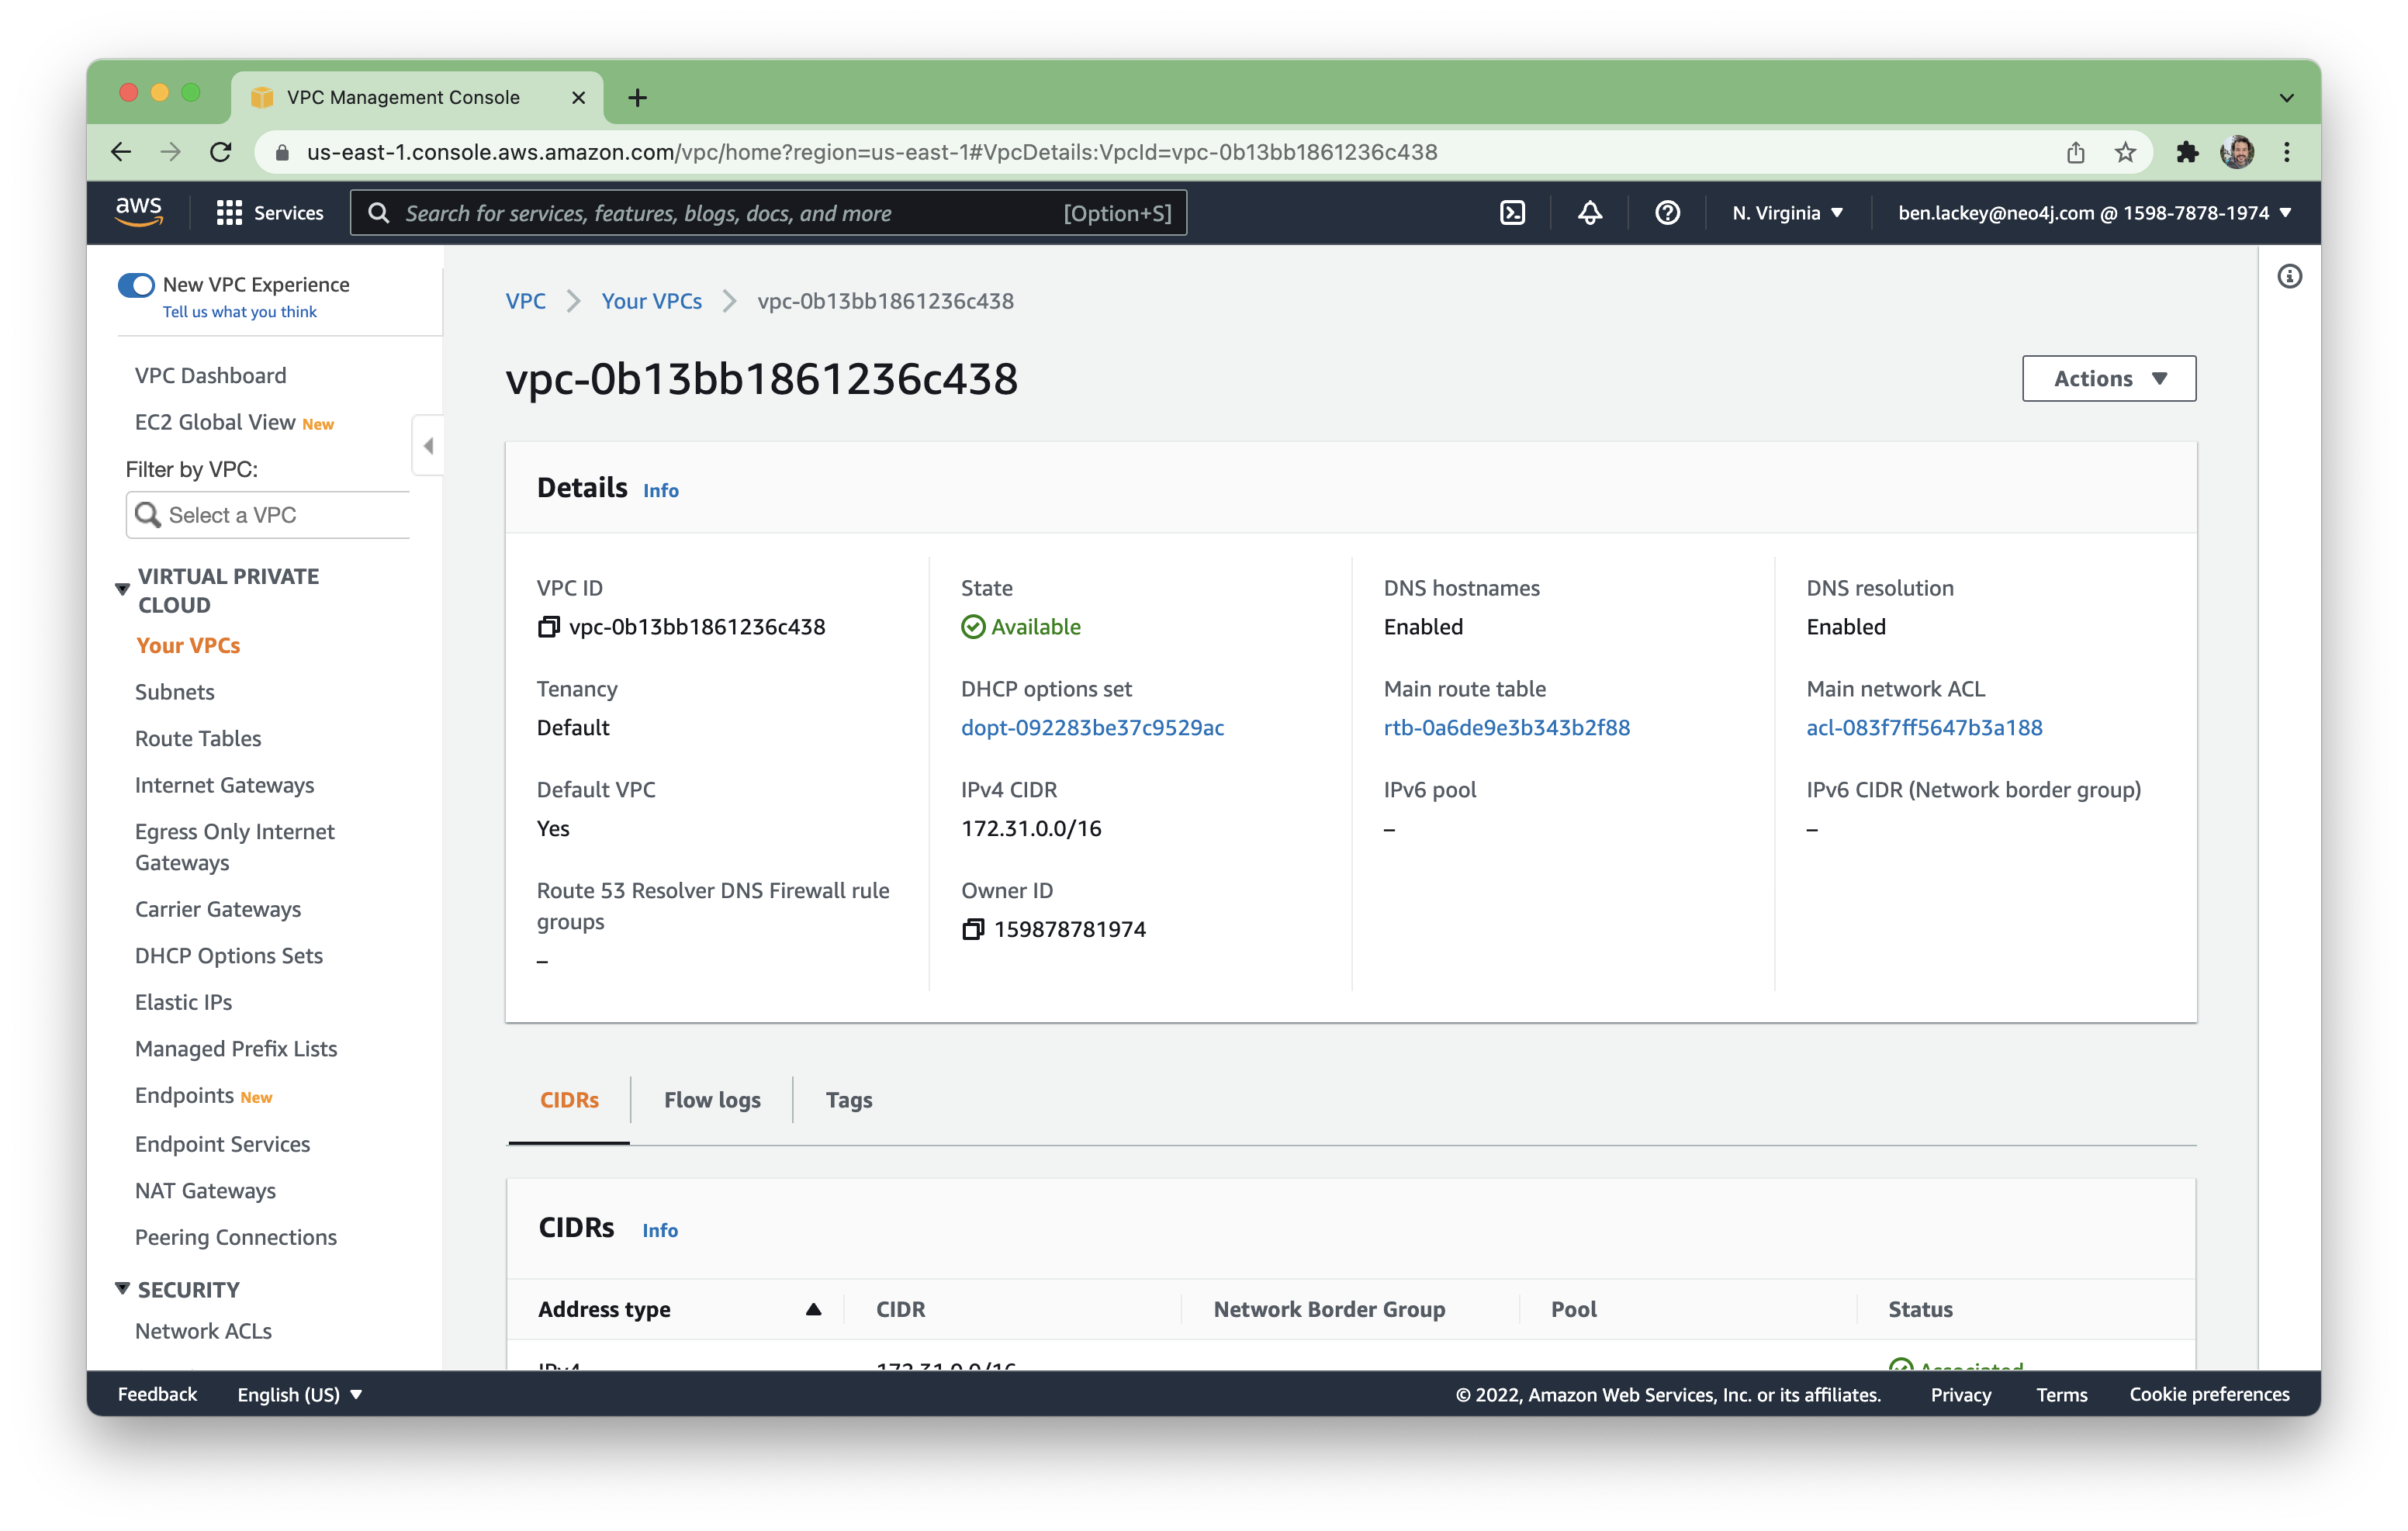 VPC Management Console
us-east-1.console.aws.amazon.com/vpc/home?region=us-east-1#VpcDetails:VpcId=vpc-0b13bb1861236c438
aws
Services
Search for services, features, blogs, docs, and more
[Option+S]
N. Virginia
ben.lackey@neo4j.com @ 1598-7878-1974
New VPC Experience
Tell us what you think
VPC Dashboard
EC2 Global View New
Filter by VPC:
Select a VPC
VIRTUAL PRIVATE
CLOUD
Your VPCs
Subnets
Route Tables
Internet Gateways
Egress Only Internet
Gateways
Carrier Gateways
DHCP Options Sets
Elastic IPs
Managed Prefix Lists
Endpoints New
Endpoint Services
NAT Gateways
Peering Connections
SECURITY
Network ACLs
VPC
Your VPCs
vpc-0b13bb1861236c438
vpc-0b13bb1861236c438
Actions
Details Info
VPC ID
vpc-0b13bb1861236c438
State
Available
DNS hostnames
Enabled
DNS resolution
Enabled
Tenancy
Default
DHCP options set
dopt-092283be37c9529ac
Main route table
rtb-0a6de9e3b343b2f88
Main network ACL
acl-083f7ff5647b3a188
Default VPC
Yes
IPv4 CIDR
172.31.0.0/16
IPv6 pool
–
IPv6 CIDR (Network border group)
–
Route 53 Resolver DNS Firewall rule
groups
–
Owner ID
159878781974
CIDRs
Flow logs
Tags
CIDRs Info
Address type
CIDR
Network Border Group
Pool
Status
IPv4
172.31.0.0/16
Associated
Feedback
English (US)
© 2022, Amazon Web Services, Inc. or its affiliates.
Privacy
Terms
Cookie preferences